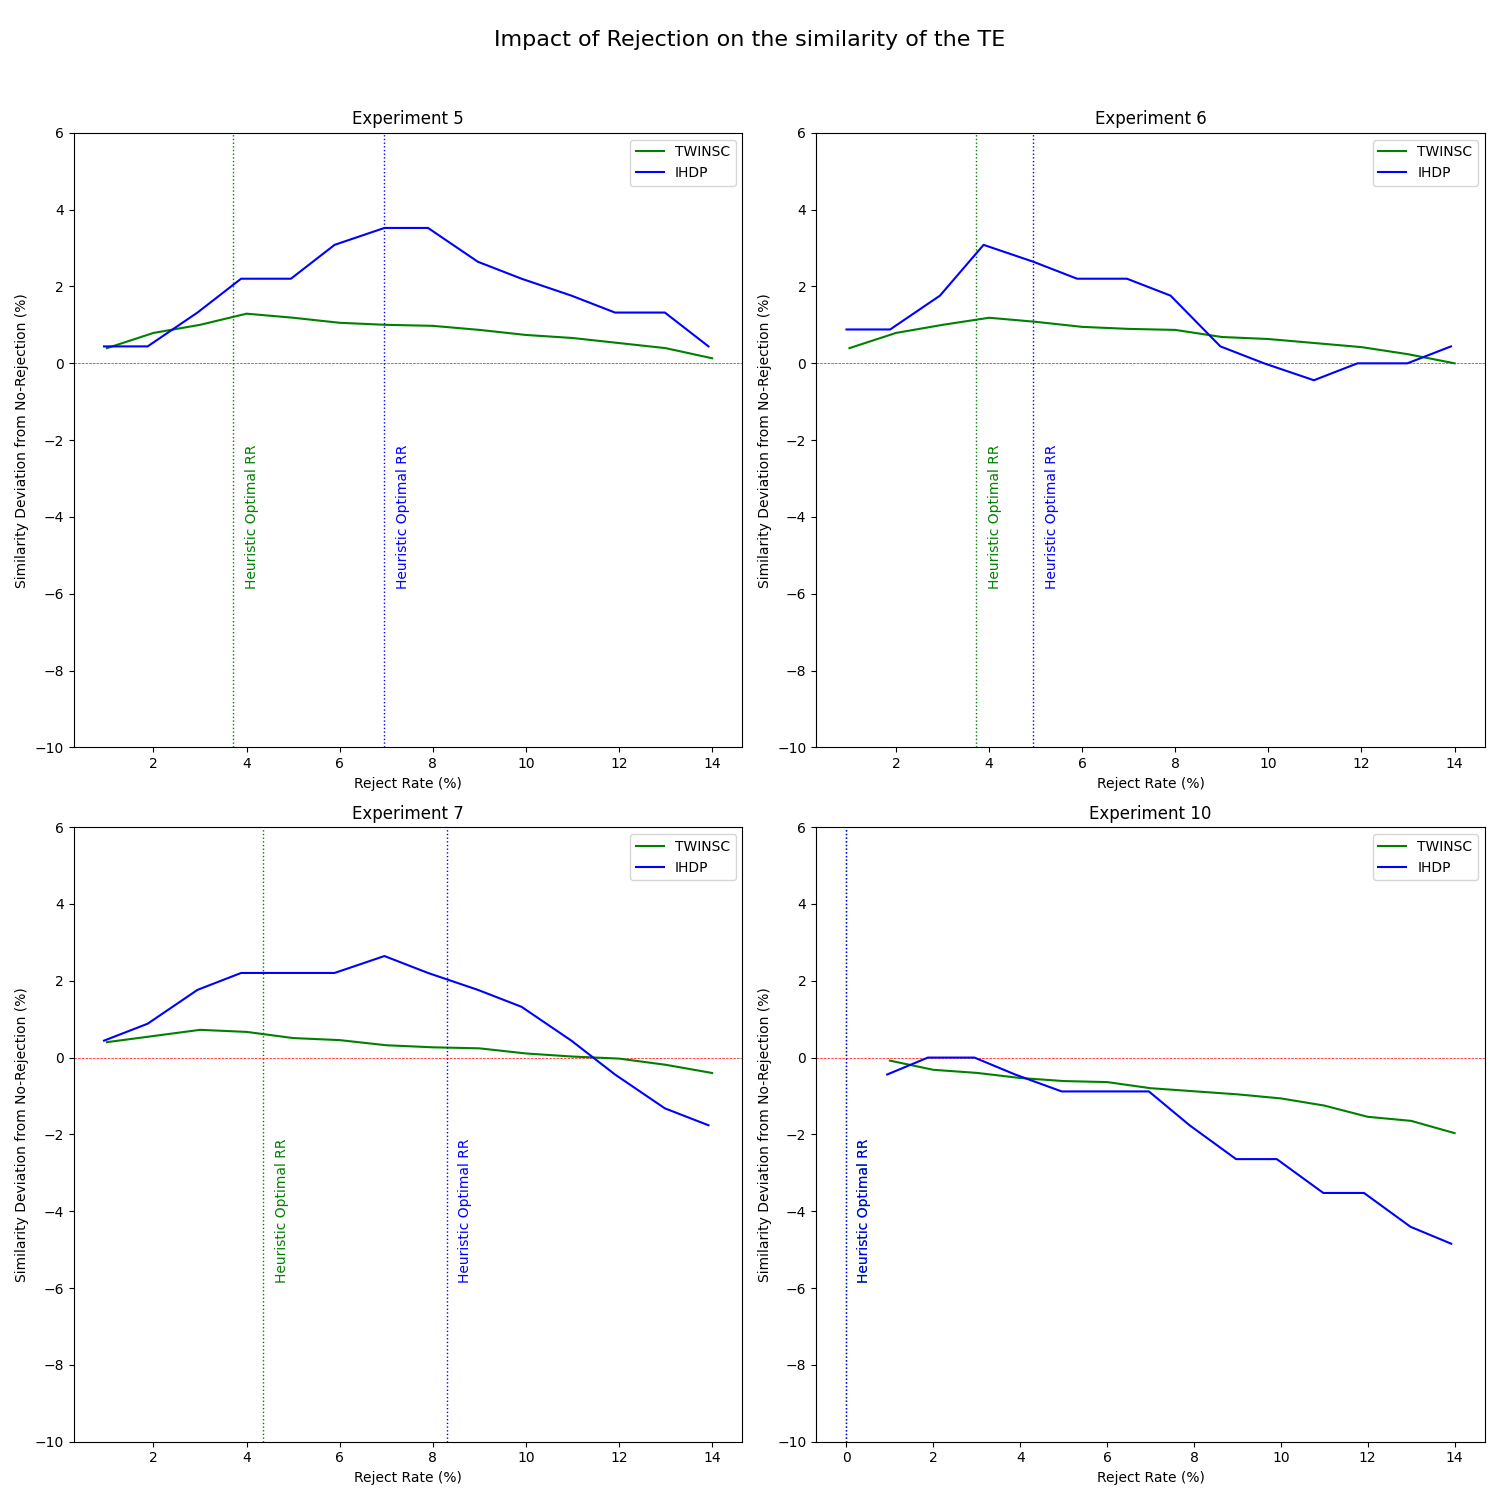 Impact of Rejection on the similarity of the TE
Experiment 5
6
4
2
0
−2
−4
−6
−8
−10
2
4
6
8
10
12
14
Similarity Deviation from No-Rejection (%)
Reject Rate (%)
TWINSC
IHDP
Heuristic Optimal RR
Heuristic Optimal RR
Experiment 6
6
4
2
0
−2
−4
−6
−8
−10
2
4
6
8
10
12
14
Similarity Deviation from No-Rejection (%)
Reject Rate (%)
TWINSC
IHDP
Heuristic Optimal RR
Heuristic Optimal RR
Experiment 7
6
4
2
0
−2
−4
−6
−8
−10
2
4
6
8
10
12
14
Similarity Deviation from No-Rejection (%)
Reject Rate (%)
TWINSC
IHDP
Heuristic Optimal RR
Heuristic Optimal RR
Experiment 10
6
4
2
0
−2
−4
−6
−8
−10
0
2
4
6
8
10
12
14
Similarity Deviation from No-Rejection (%)
Reject Rate (%)
TWINSC
IHDP
Heuristic Optimal RR